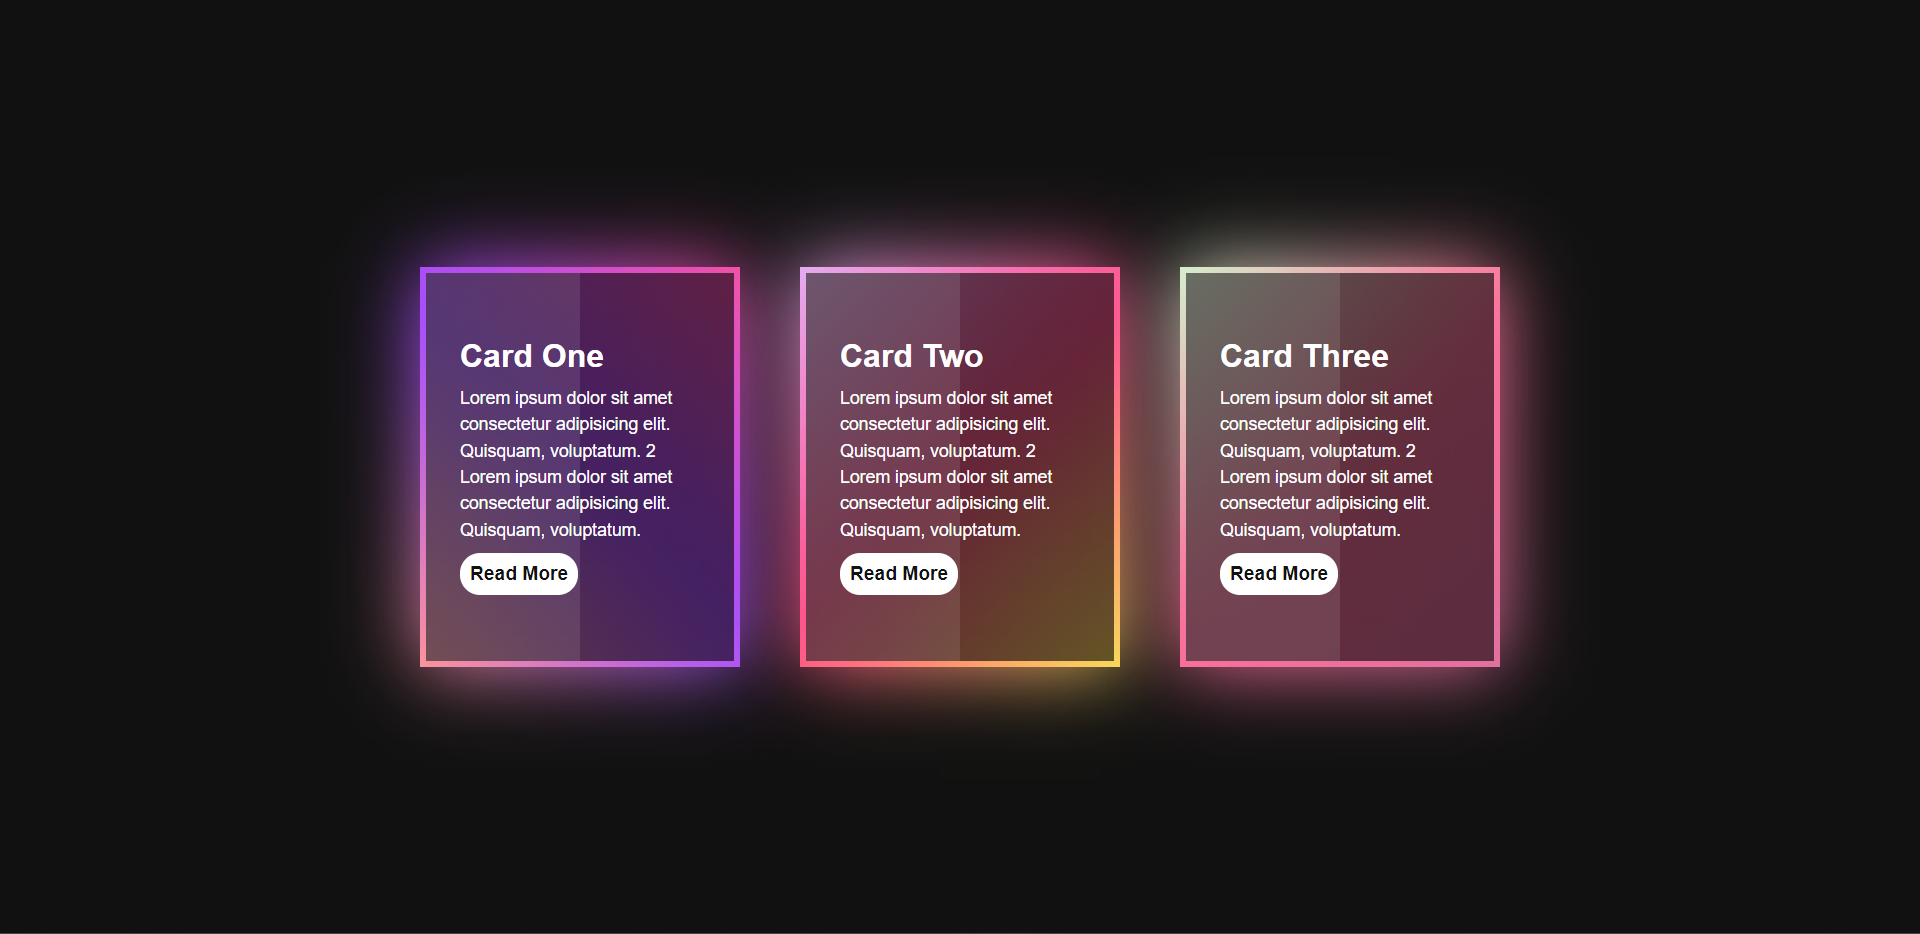 Card One
Lorem ipsum dolor sit amet
consectetur adipisicing elit.
Quisquam, voluptatum. 2
Lorem ipsum dolor sit amet
consectetur adipisicing elit.
Quisquam, voluptatum.
Read More
Card Two
Lorem ipsum dolor sit amet
consectetur adipisicing elit.
Quisquam, voluptatum. 2
Lorem ipsum dolor sit amet
consectetur adipisicing elit.
Quisquam, voluptatum.
Read More
Card Three
Lorem ipsum dolor sit amet
consectetur adipisicing elit.
Quisquam, voluptatum. 2
Lorem ipsum dolor sit amet
consectetur adipisicing elit.
Quisquam, voluptatum.
Read More